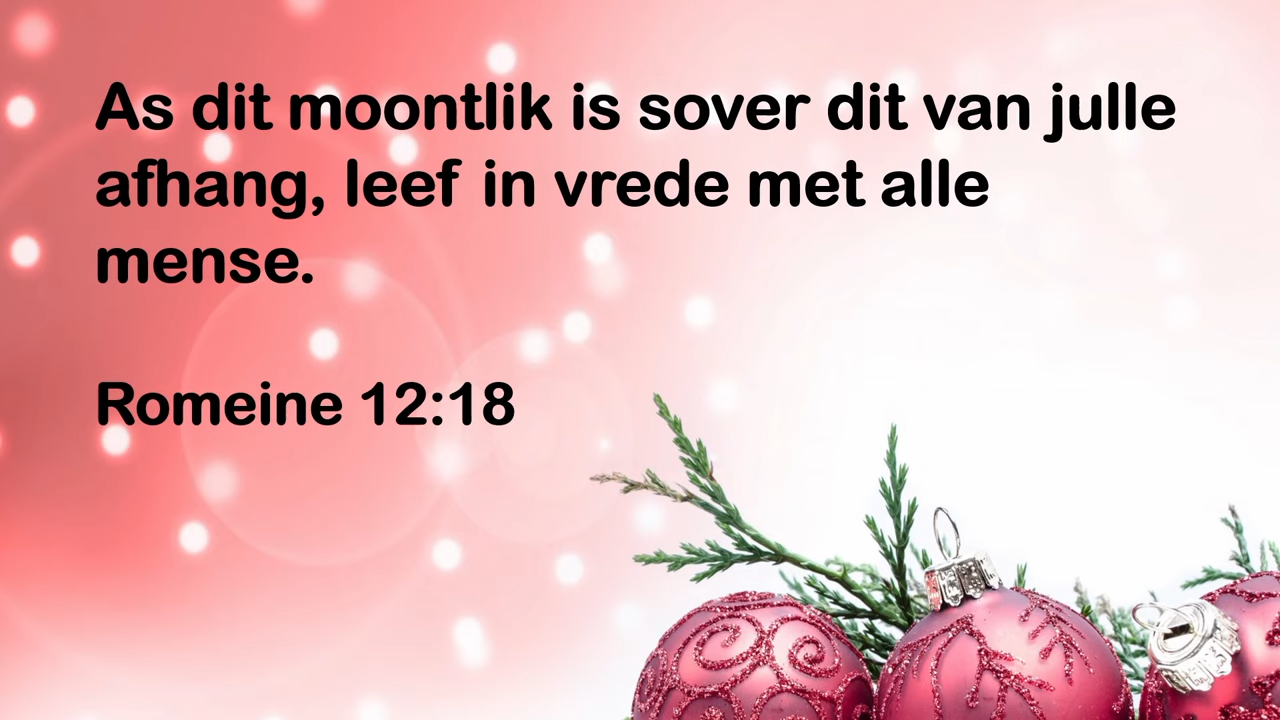 As dit moontlik is sover dit van julle
afhang, leef in vrede met alle
mense.
Romeine 12:18